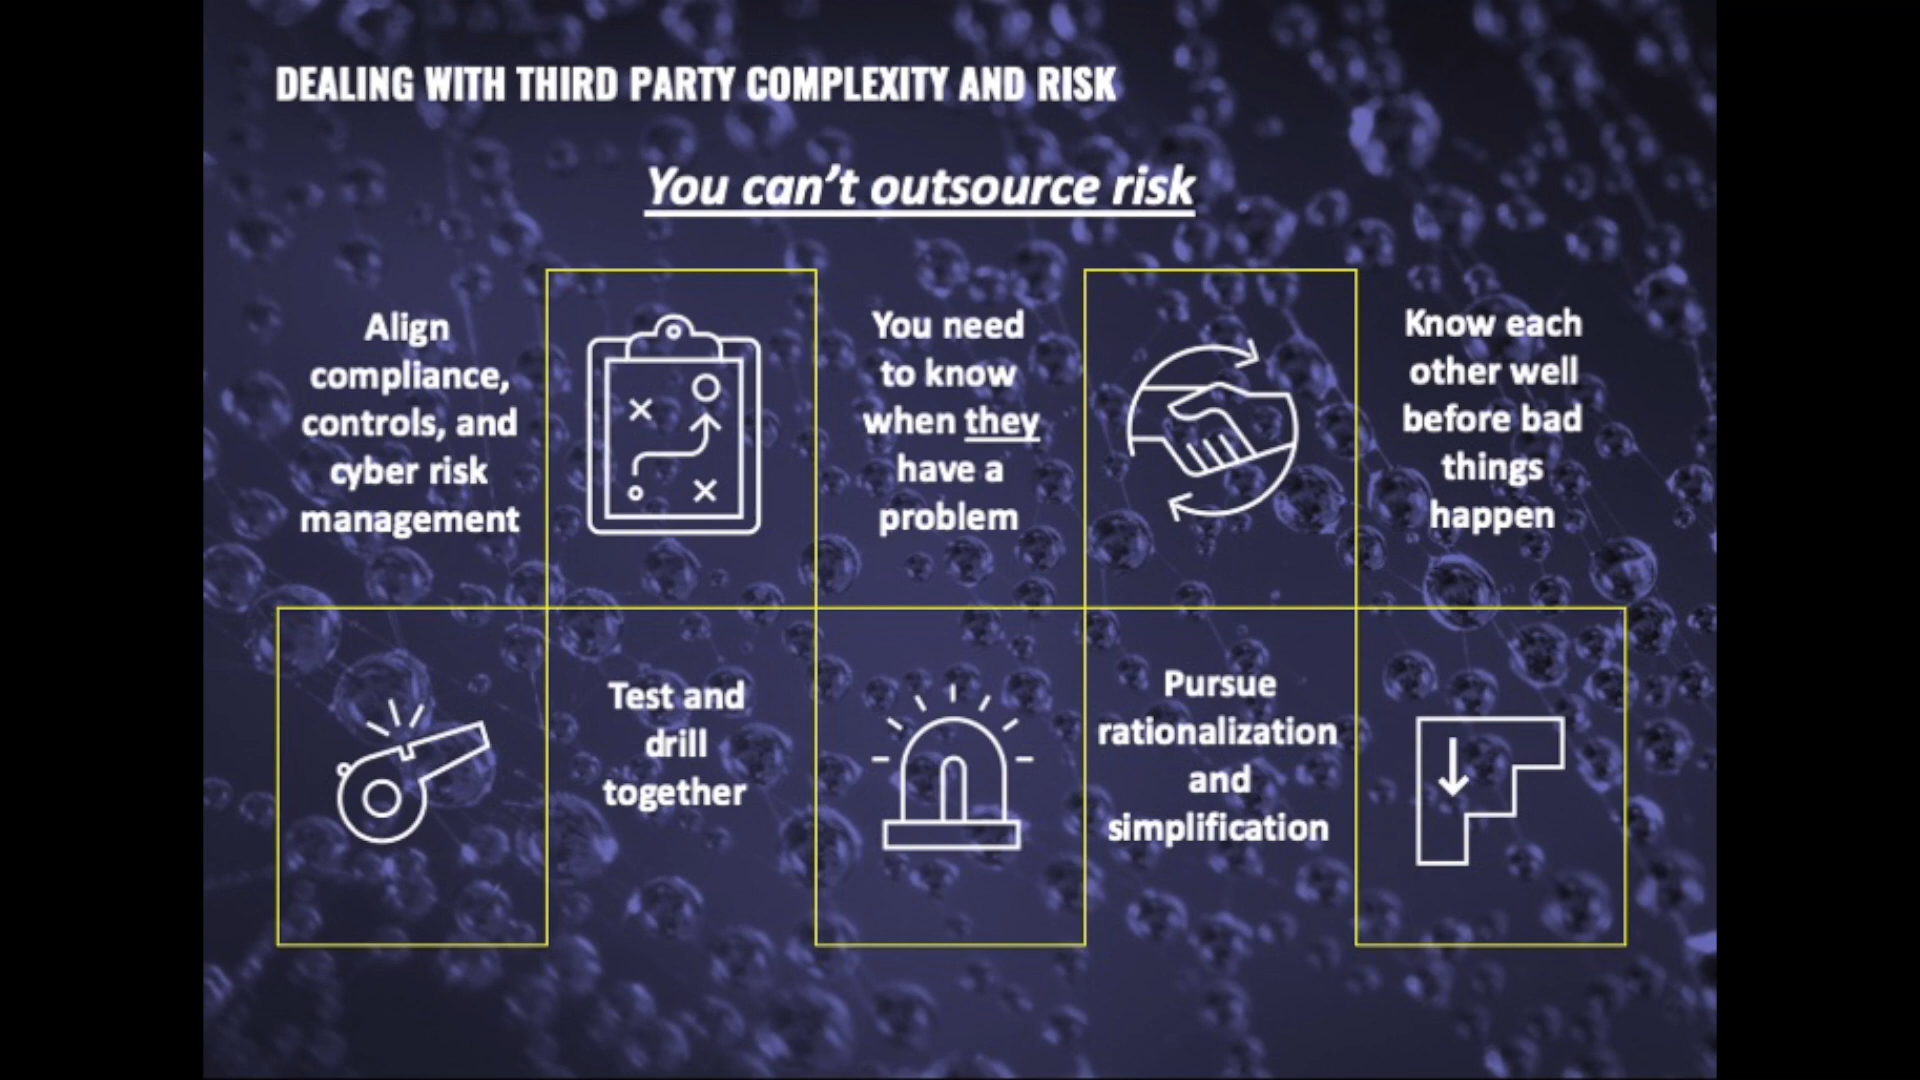 DEALING WITH THIRD PARTY COMPLEXITY AND RISK
You can't outsource risk
Align
compliance,
controls, and
cyber risk
management
You need
to know
when they
have a
problem
Know each
other well
before bad
things
happen
Test and
drill
together
Pursue
rationalization
and
simplification